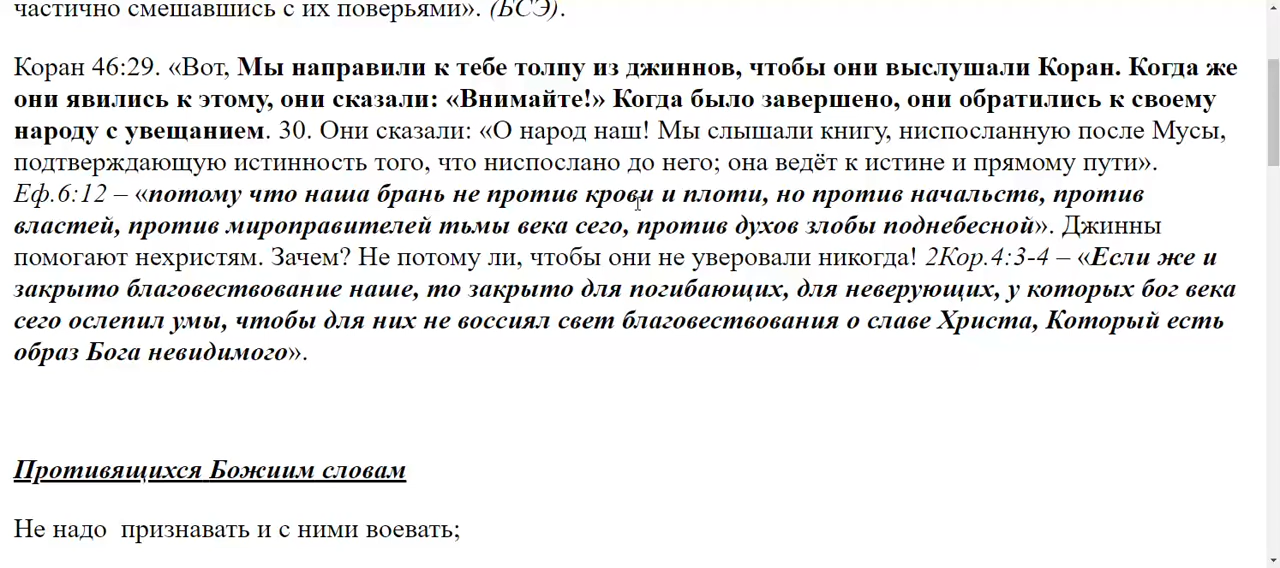 частично смешавшись с их поверьями». (БСЭ).
Коран 46:29. «Вот, Мы направили к тебе толпу из джиннов, чтобы они выслушали Коран. Когда же
они явились к этому, они сказали: «Внимайте!» Когда было завершено, они обратились к своему
народу с увещанием. 30. Они сказали: «О народ наш! Мы слышали книгу, ниспосланную после Мусы,
подтверждающую истинность того, что ниспослано до него; она ведёт к истине и прямому пути».
Еф.6:12 – «потому что наша брань не против крови и плоти, но против начальств, против
властей, против мироправителей тьмы века сего, против духов злобы поднебесной». Джинны
помогают нехристям. Зачем? Не потому ли, чтобы они не уверовали никогда! 2Кор.4:3-4 – «Если же и
закрыто благовествование наше, то закрыто для погибающих, для неверующих, у которых бог века
сего ослепил умы, чтобы для них не воссиял свет благовествования о славе Христа, Который есть
образ Бога невидимого».
Противящихся Божиим словам
Не надо  признавать и с ними воевать;